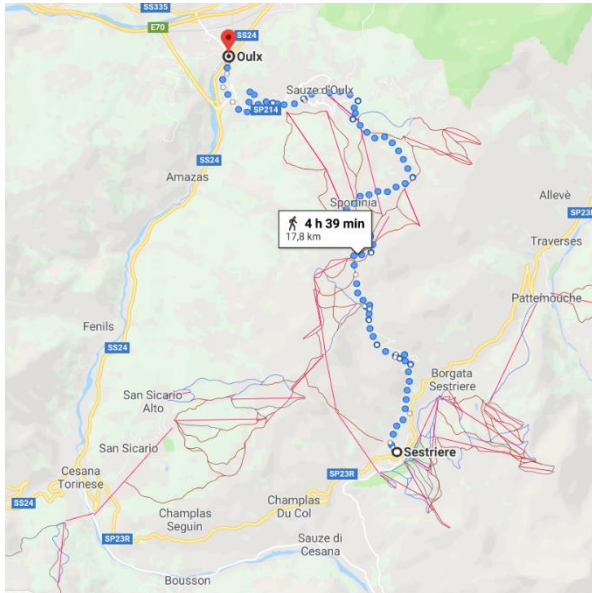 SS335
E70
SS24
Oulx
Sauze d'Oulx
SP214
SS24
Amazas
Sportinia
Allevè
4 h 39 min
17,8 km
SP23R
Traverses
Pattemouche
Fenils
SS24
Borgata
Sestriere
San Sicario
Alto
San Sicario
Sestriere
Cesana
Torinese
SP23R
SS24
Champlas
Du Col
Champlas
Seguin
SP23R
Sauze di
Cesana
Bousson